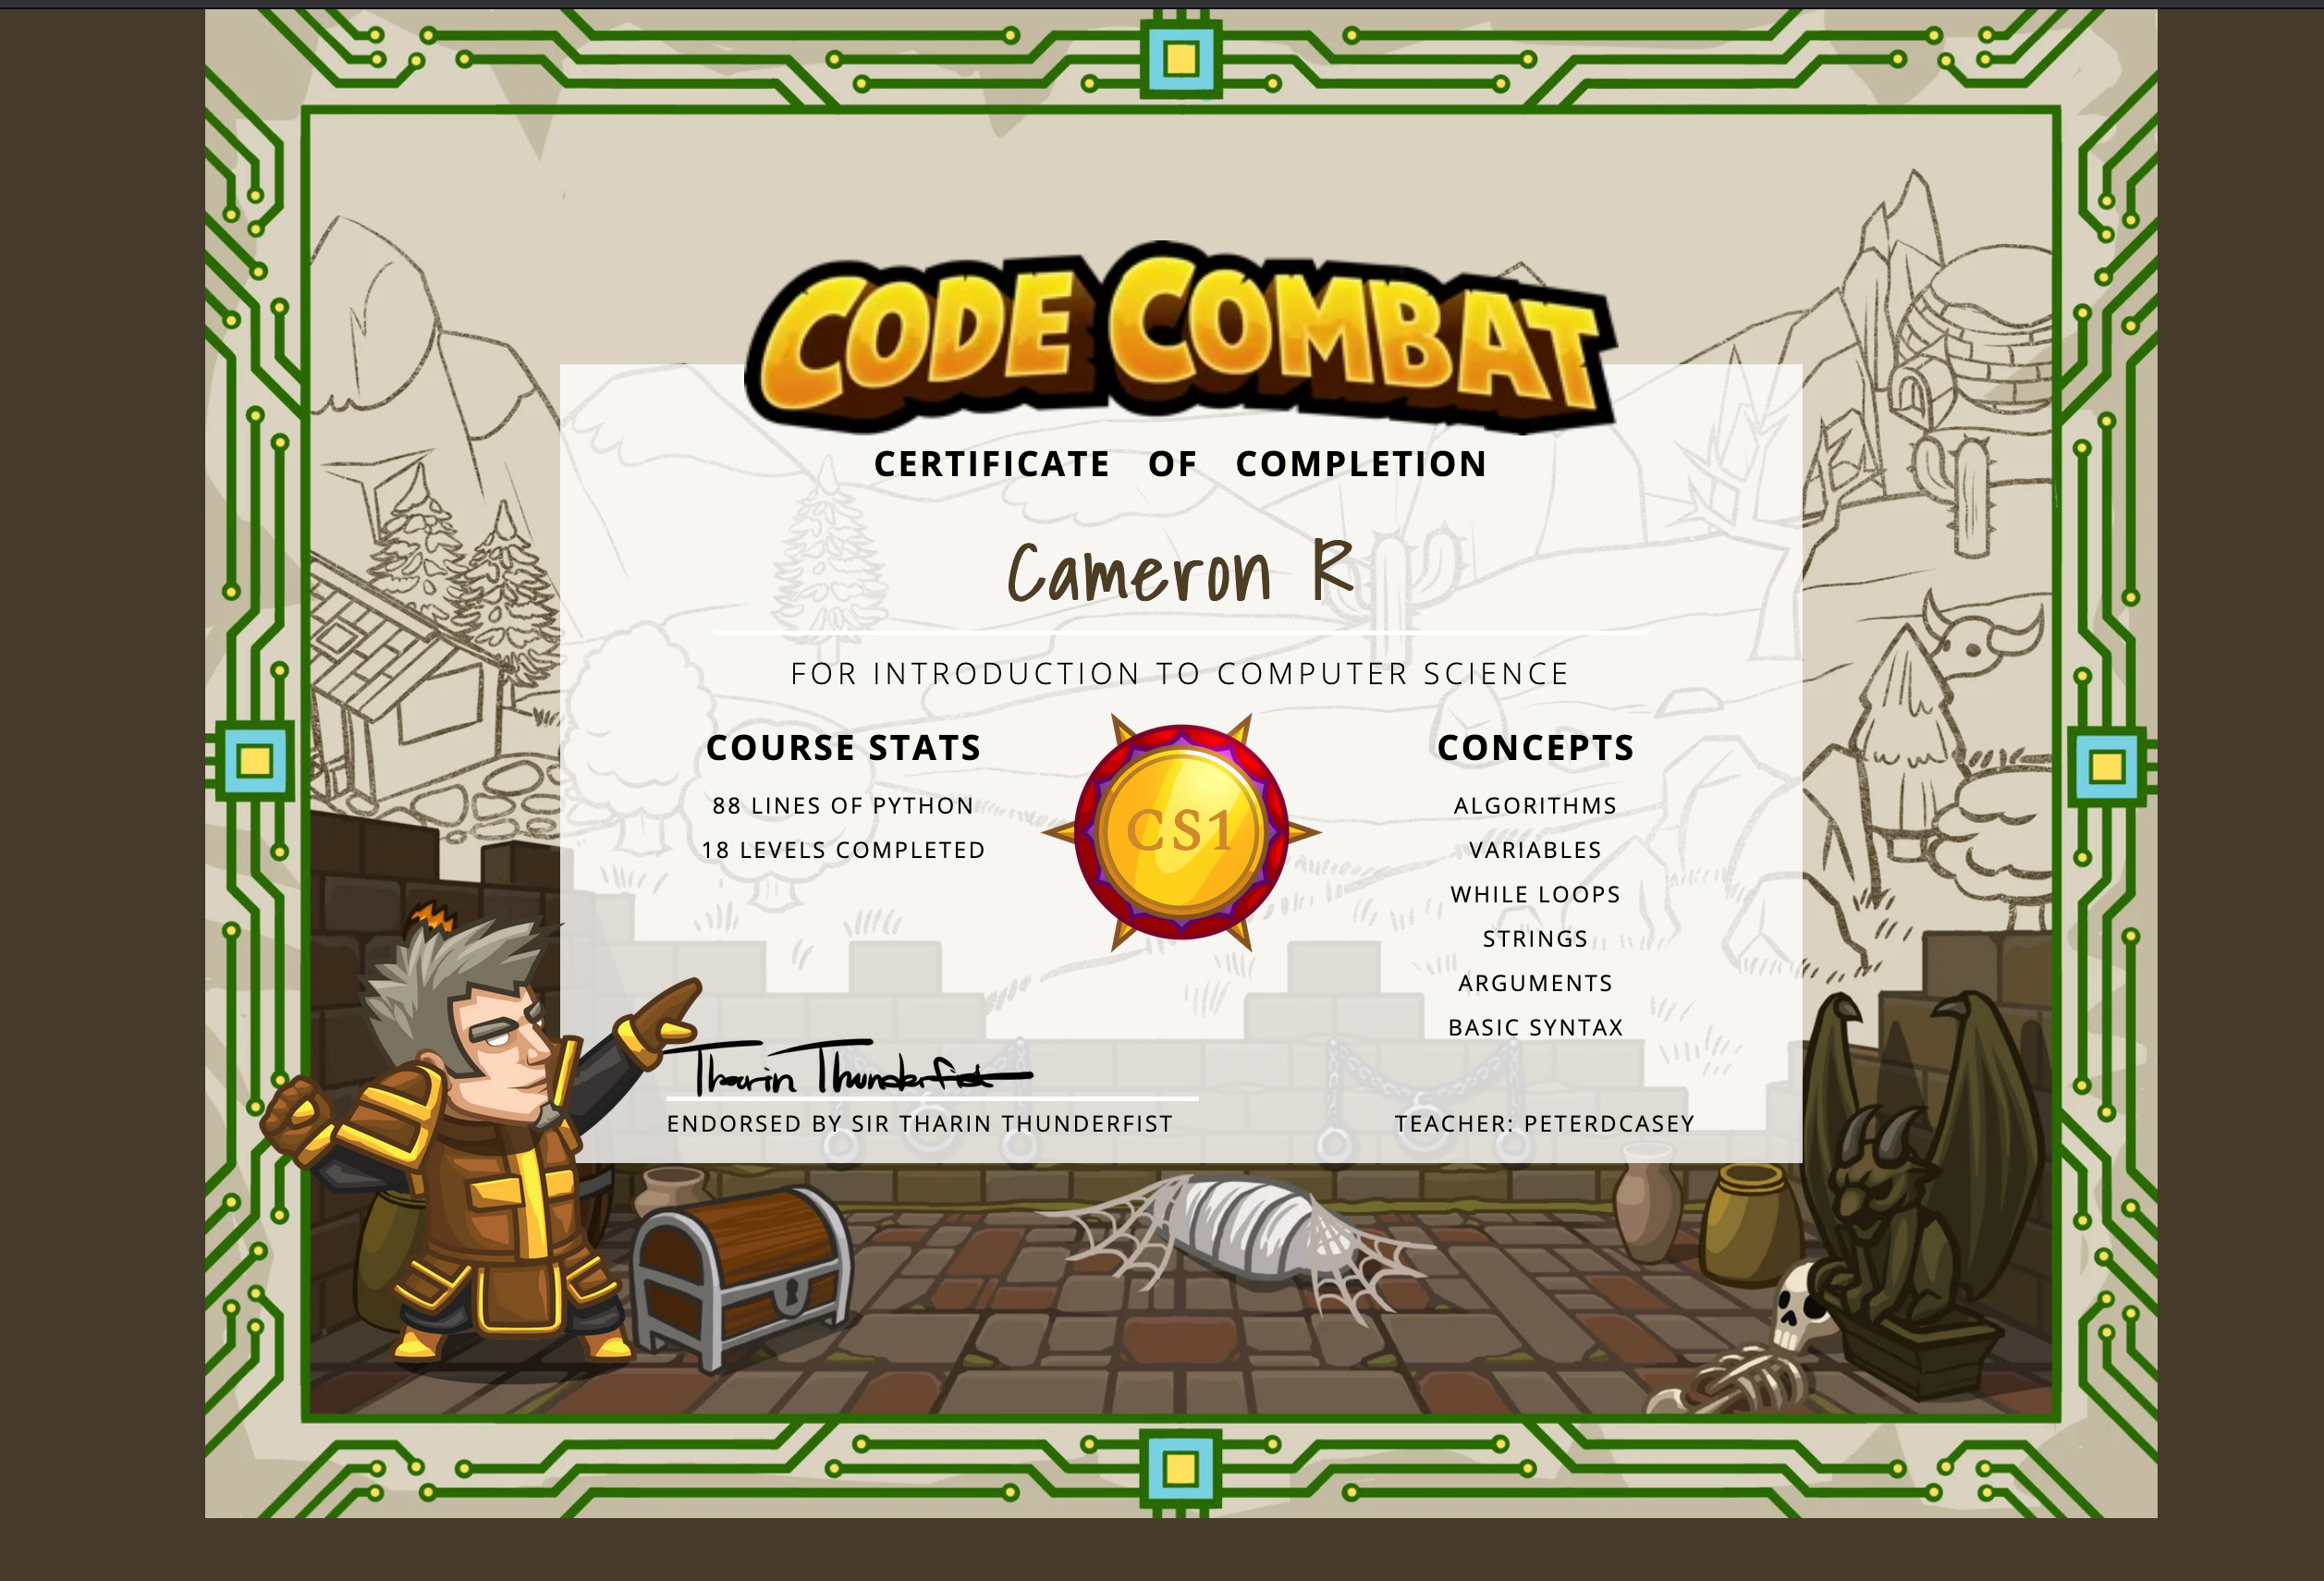 CODE COMBAT
CERTIFICATE OF COMPLETION
Cameron R
FOR INTRODUCTION TO COMPUTER SCIENCE
COURSE STATS
88 LINES OF PYTHON
18 LEVELS COMPLETED
CS1
CONCEPTS
ALGORITHMS
VARIABLES
WHILE LOOPS
STRINGS
ARGUMENTS
BASIC SYNTAX
Tharin Thunderfist
ENDORSED BY SIR THARIN THUNDERFIST
TEACHER: PETERDCASEY